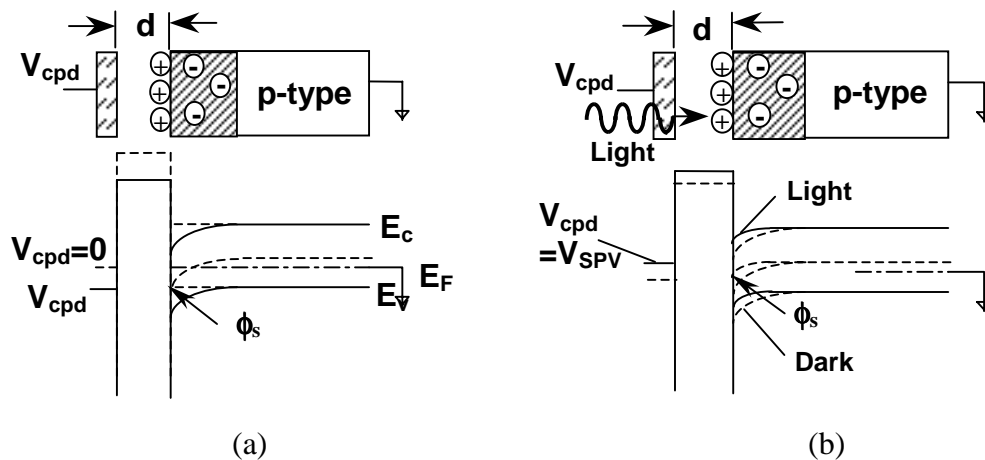 d
V_cpd
+
+
+
-
-
-
p-type
V_cpd=0
V_cpd
E_c
E_F
E_v
ϕ_s
(a)
d
V_cpd
Light
+
+
+
-
-
-
p-type
V_cpd
=V_SPV
Light
ϕ_s
Dark
(b)